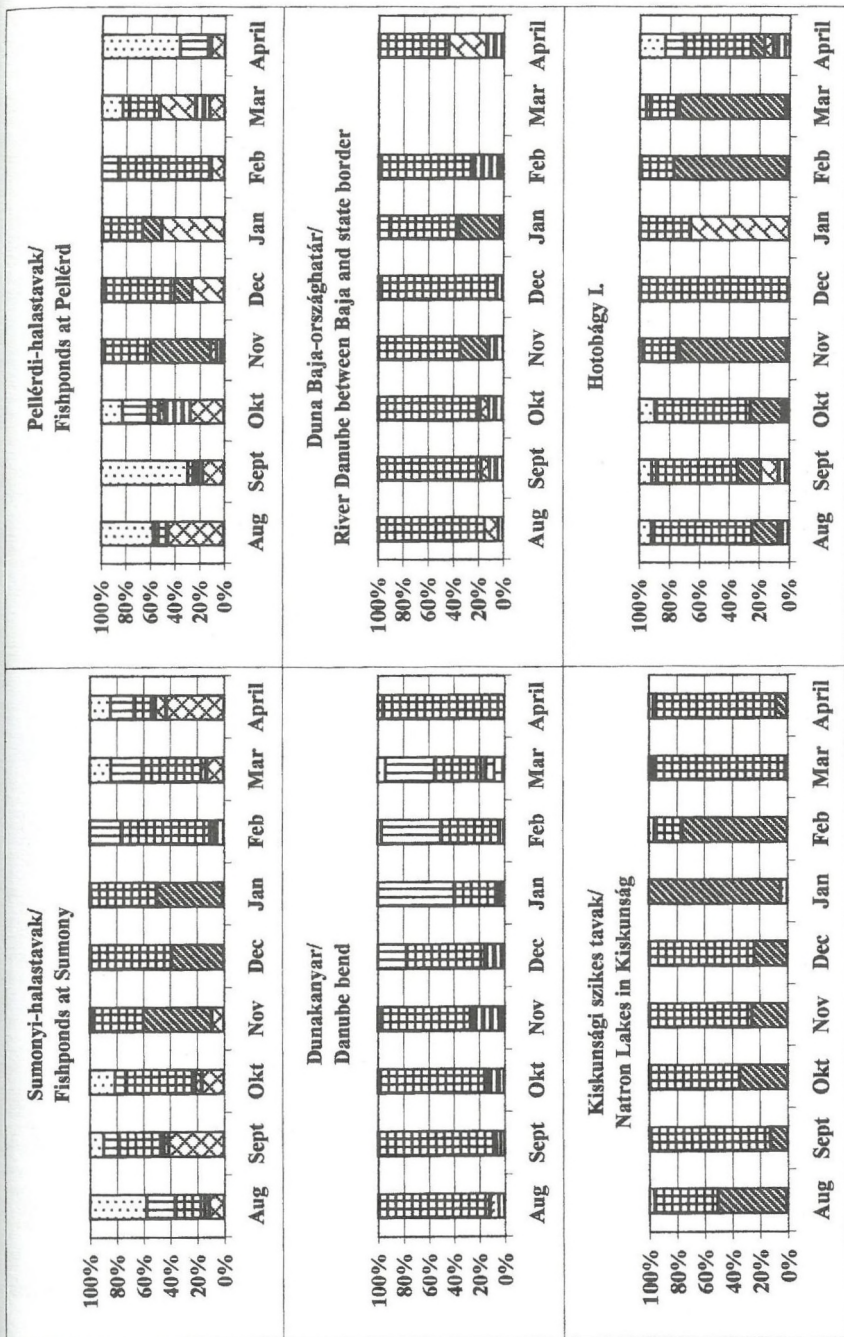 Sumonyi-halastavak/
Fishponds at Sumony
100%
80%
60%
40%
20%
0%
Aug Sept Okt Nov Dec Jan Feb Mar April
Pellérdi-halastavak/
Fishponds at Pellérd
100%
80%
60%
40%
20%
0%
Aug Sept Okt Nov Dec Jan Feb Mar April
Dunakanyar/
Danube bend
100%
80%
60%
40%
20%
0%
Aug Sept Okt Nov Dec Jan Feb Mar April
Duna Baja-országhatár/
River Danube between Baja and state border
100%
80%
60%
40%
20%
0%
Aug Sept Okt Nov Dec Jan Feb Mar April
Kiskunsági szikes tavak/
Natron Lakes in Kiskunság
100%
80%
60%
40%
20%
0%
Aug Sept Okt Nov Dec Jan Feb Mar April
Hotobágy I.
100%
80%
60%
40%
20%
0%
Aug Sept Okt Nov Dec Jan Feb Mar April